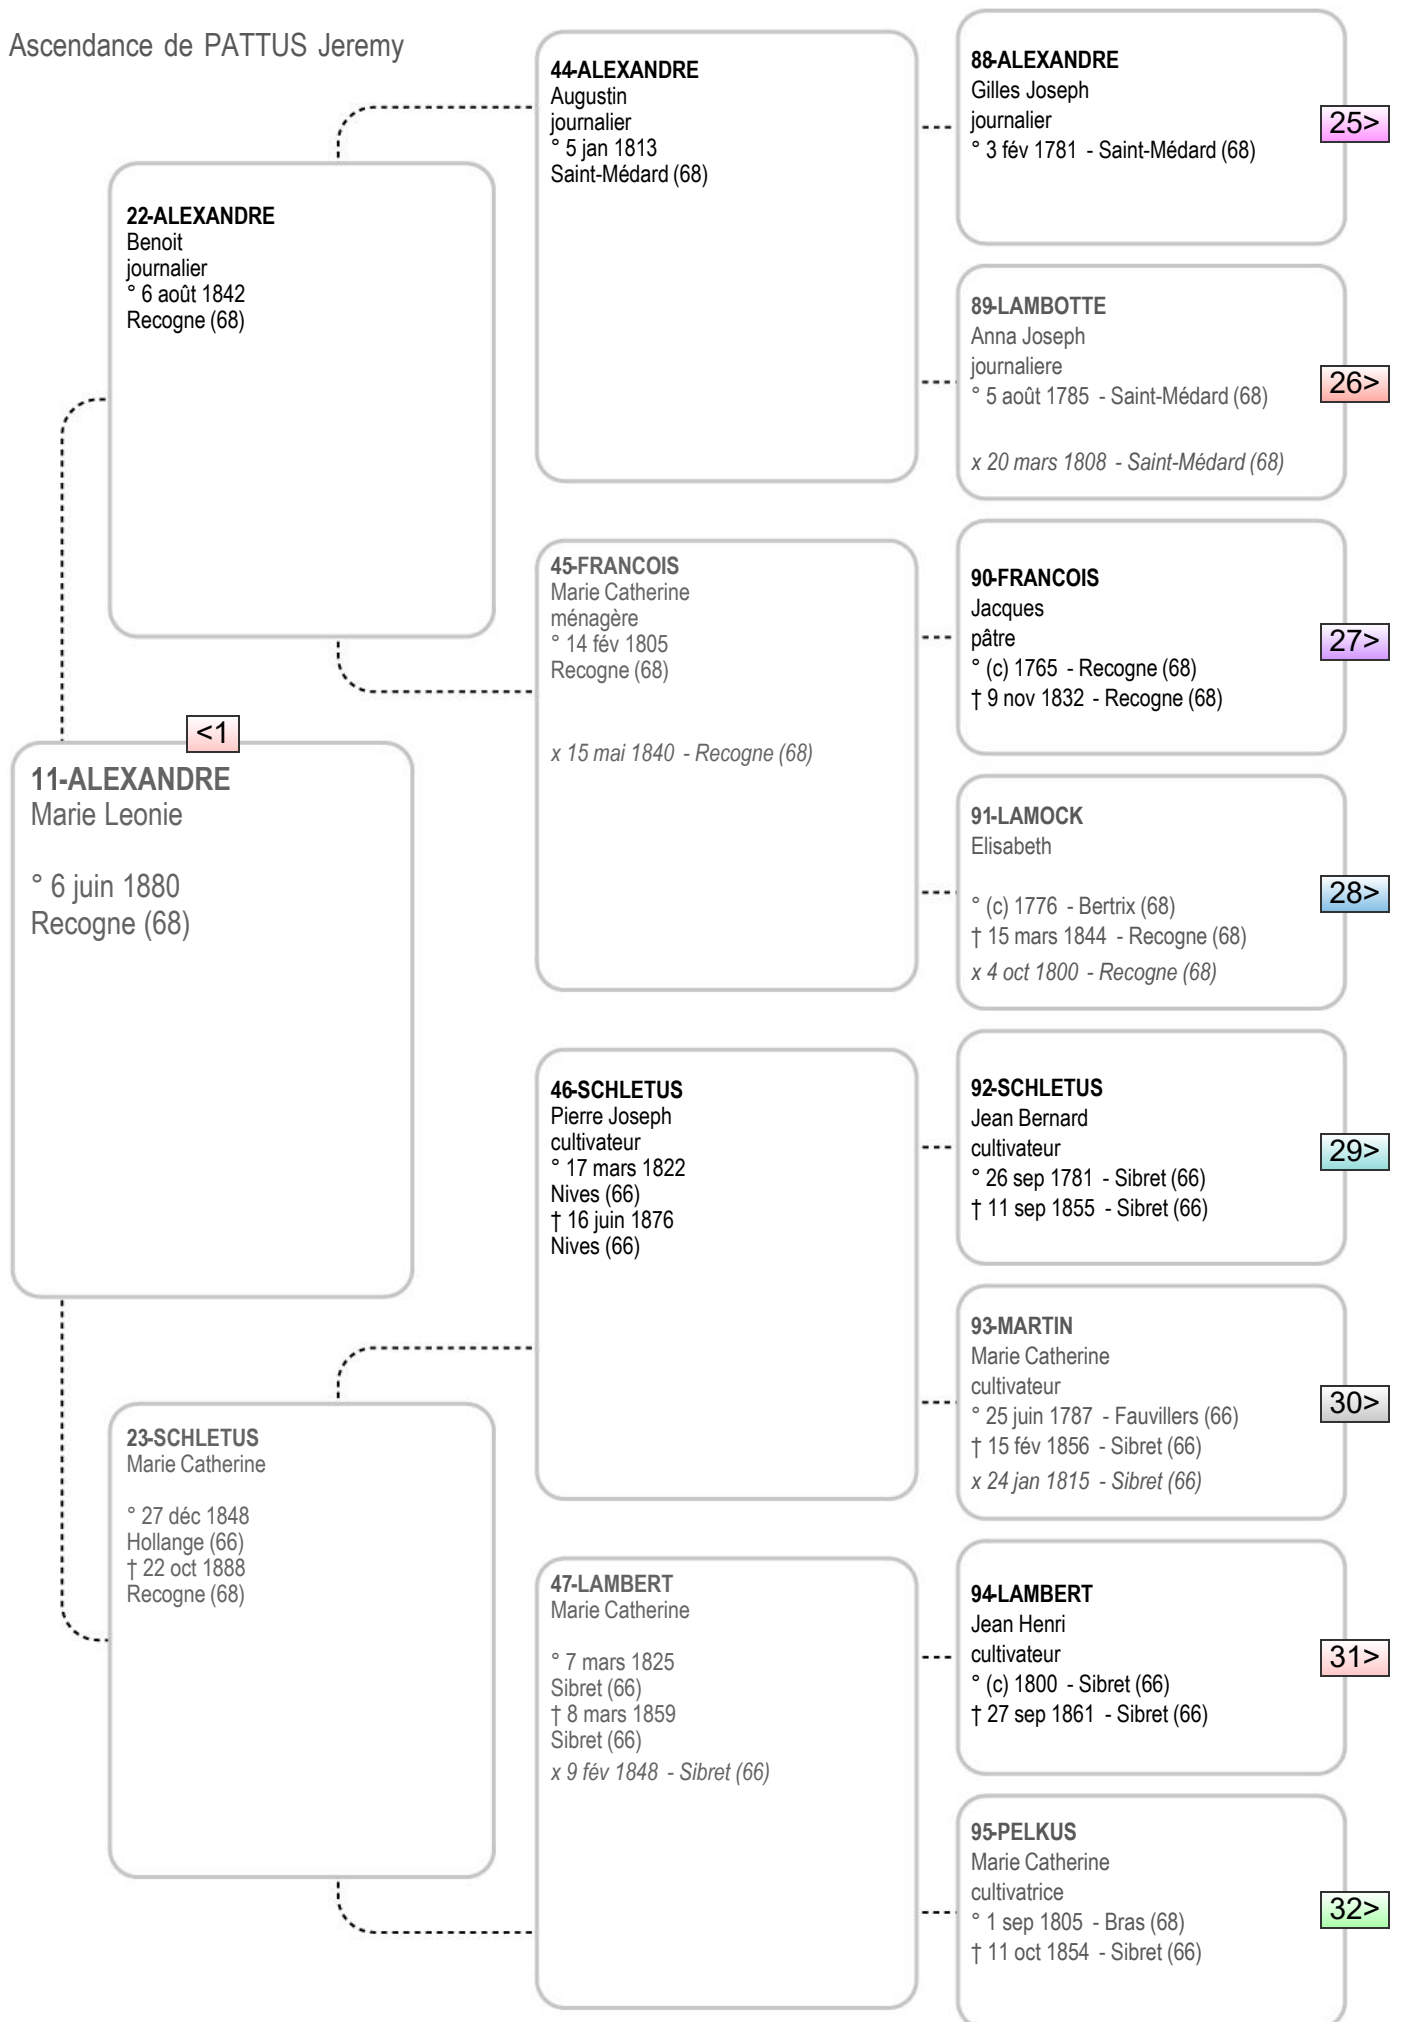 Ascendance de PATTUS Jeremy
<1
11-ALEXANDRE
Marie Leonie
° 6 juin 1880
Recogne (68)
22-ALEXANDRE
Benoit
journalier
° 6 août 1842
Recogne (68)
23-SCHLETUS
Marie Catherine
° 27 déc 1848
Hollange (66)
† 22 oct 1888
Recogne (68)
44-ALEXANDRE
Augustin
journalier
° 5 jan 1813
Saint-Médard (68)
45-FRANCOIS
Marie Catherine
ménagère
° 14 fév 1805
Recogne (68)
x 15 mai 1840 - Recogne (68)
46-SCHLETUS
Pierre Joseph
cultivateur
° 17 mars 1822
Nives (66)
† 16 juin 1876
Nives (66)
47-LAMBERT
Marie Catherine
° 7 mars 1825
Sibret (66)
† 8 mars 1859
Sibret (66)
x 9 fév 1848 - Sibret (66)
88-ALEXANDRE
Gilles Joseph
journalier
° 3 fév 1781 - Saint-Médard (68)
25>
89-LAMBOTTE
Anna Joseph
journaliere
° 5 août 1785 - Saint-Médard (68)
x 20 mars 1808 - Saint-Médard (68)
26>
90-FRANCOIS
Jacques
pâtre
° (c) 1765 - Recogne (68)
† 9 nov 1832 - Recogne (68)
27>
91-LAMOCK
Elisabeth
° (c) 1776 - Bertrix (68)
† 15 mars 1844 - Recogne (68)
x 4 oct 1800 - Recogne (68)
28>
92-SCHLETUS
Jean Bernard
cultivateur
° 26 sep 1781 - Sibret (66)
† 11 sep 1855 - Sibret (66)
29>
93-MARTIN
Marie Catherine
cultivateur
° 25 juin 1787 - Fauvillers (66)
† 15 fév 1856 - Sibret (66)
x 24 jan 1815 - Sibret (66)
30>
94-LAMBERT
Jean Henri
cultivateur
° (c) 1800 - Sibret (66)
† 27 sep 1861 - Sibret (66)
31>
95-PELKUS
Marie Catherine
cultivatrice
° 1 sep 1805 - Bras (68)
† 11 oct 1854 - Sibret (66)
32>